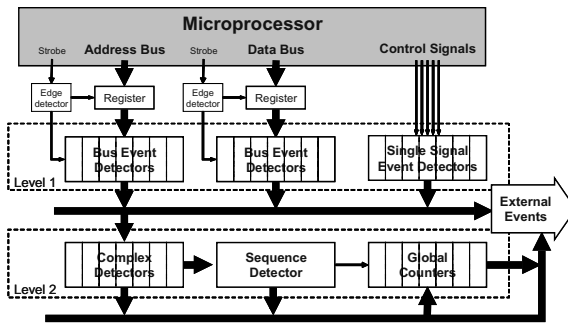 Microprocessor
Strobe Address Bus Strobe Data Bus Control Signals
Edge
detector
Register
Edge
detector
Register
Bus Event
Detectors
Bus Event
Detectors
Single Signal
Event Detectors
Level 1
External
Events
Complex
Detectors
Sequence
Detector
Global
Counters
Level 2